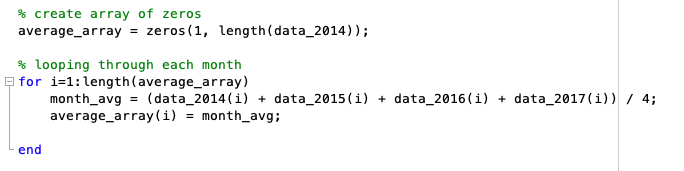 % create array of zeros
average_array = zeros(1, length(data_2014));
% looping through each month
for i=1:length(average_array)
month_avg = (data_2014(i) + data_2015(i) + data_2016(i) + data_2017(i)) / 4;
average_array(i) = month_avg;
end